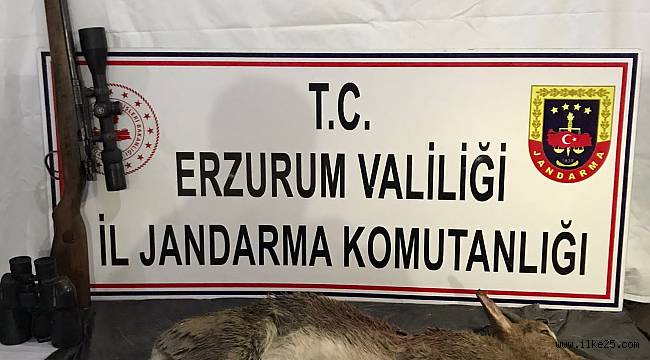 T.C.
ERZURUM VALİLİĞİ
İL JANDARMA KOMUTANLIĞI
JANDARMA
www.ilke25.com